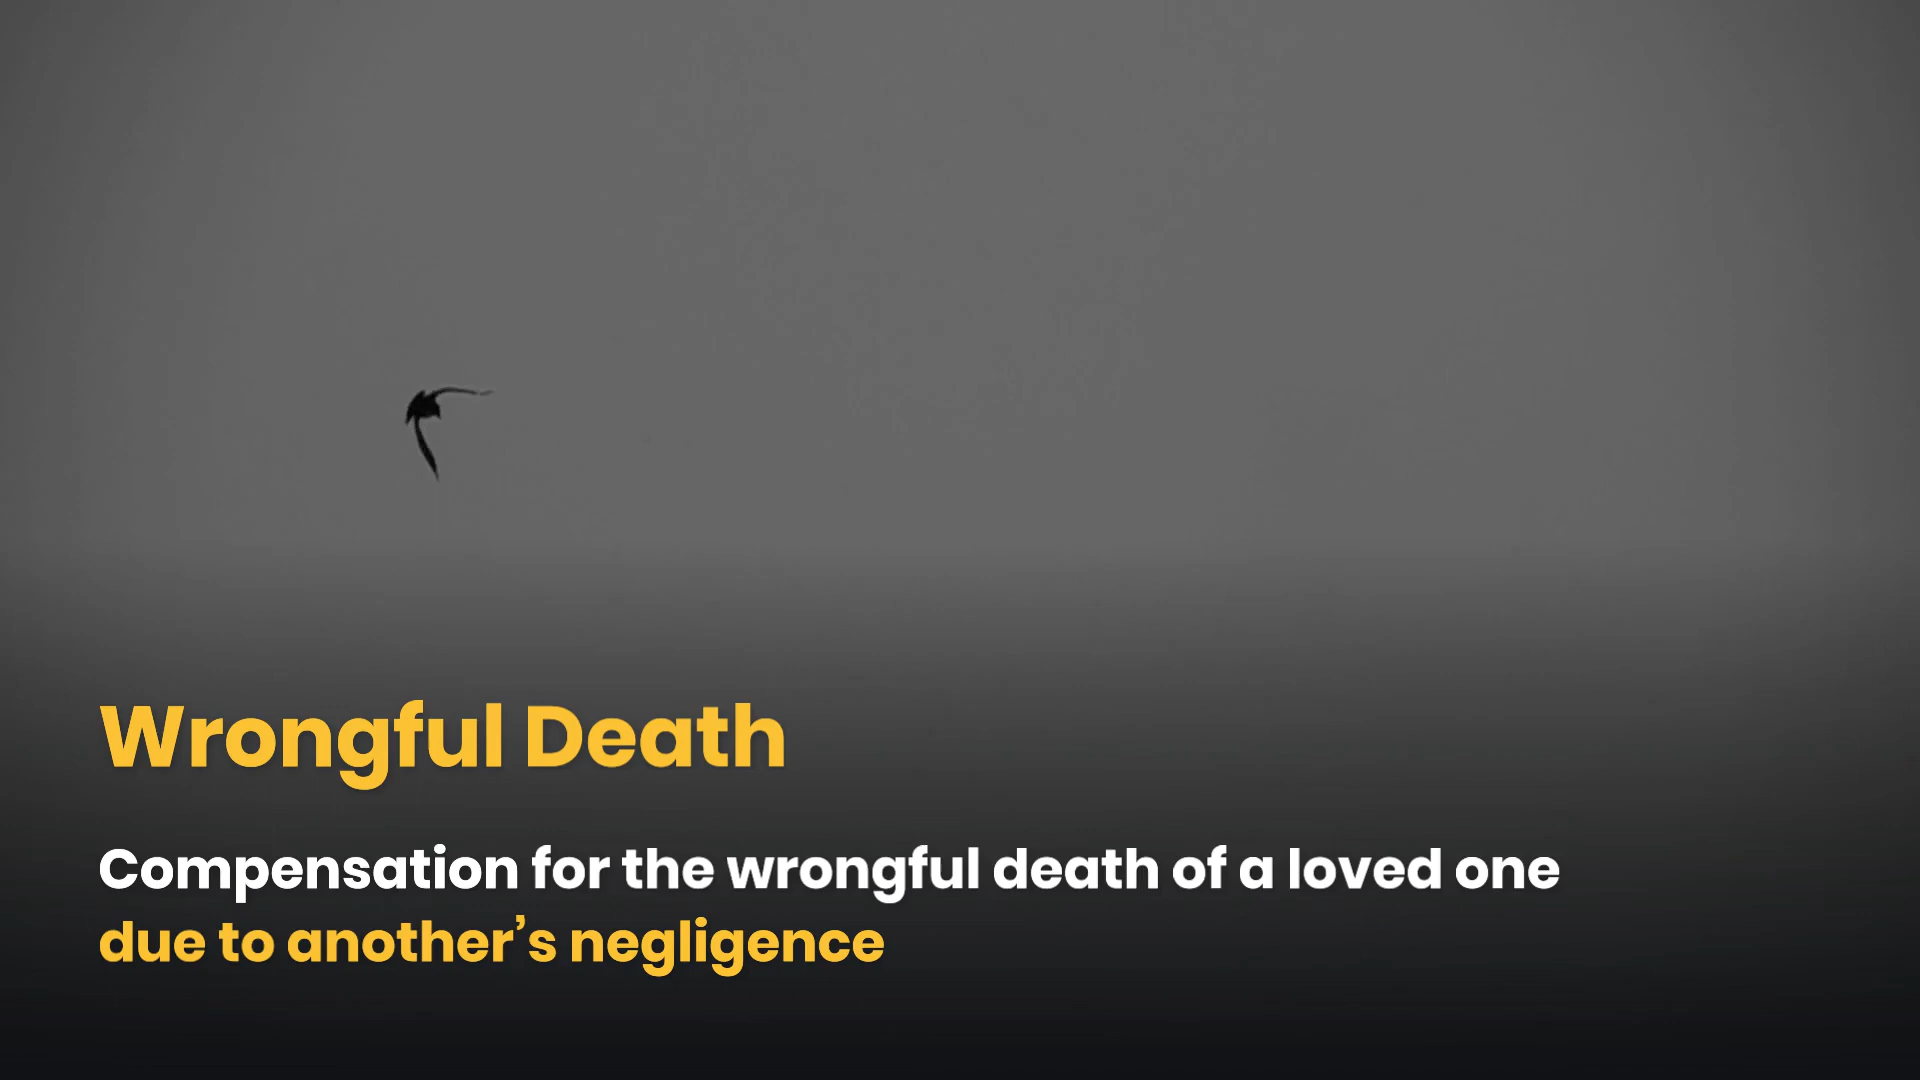 Wrongful Death
Compensation for the wrongful death of a loved one
due to another’s negligence